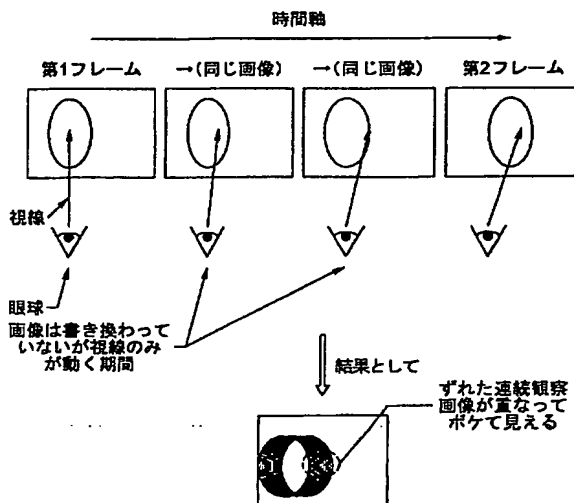 時間軸
第1フレーム
→(同じ画像)
→(同じ画像)
第2フレーム
視線
眼球
画像は書き換わって
いないが視線のみ
が動く期間
結果として
ずれた連続観察
画像が重なって
ボケて見える